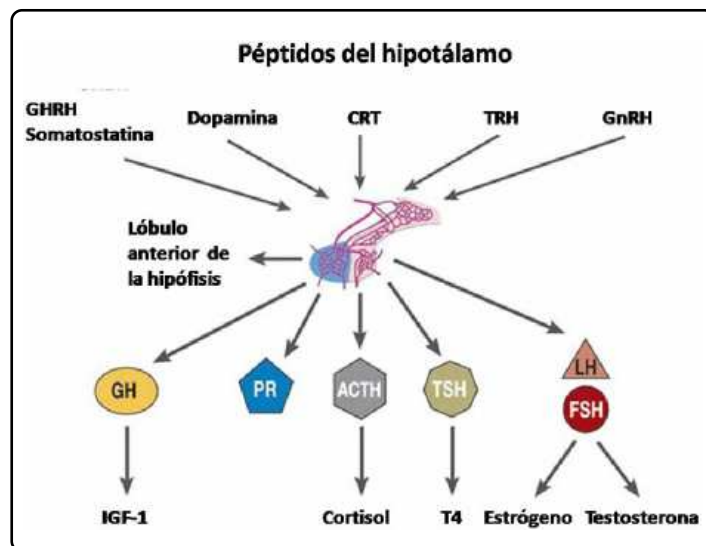 Péptidos del hipotálamo
GHRH
Somatostatina
Dopamina
CRT
TRH
GnRH
Lóbulo
anterior de
la hipófisis
GH
PR
ACTH
TSH
LH
FSH
IGF-1
Cortisol
T4
Estrógeno
Testosterona